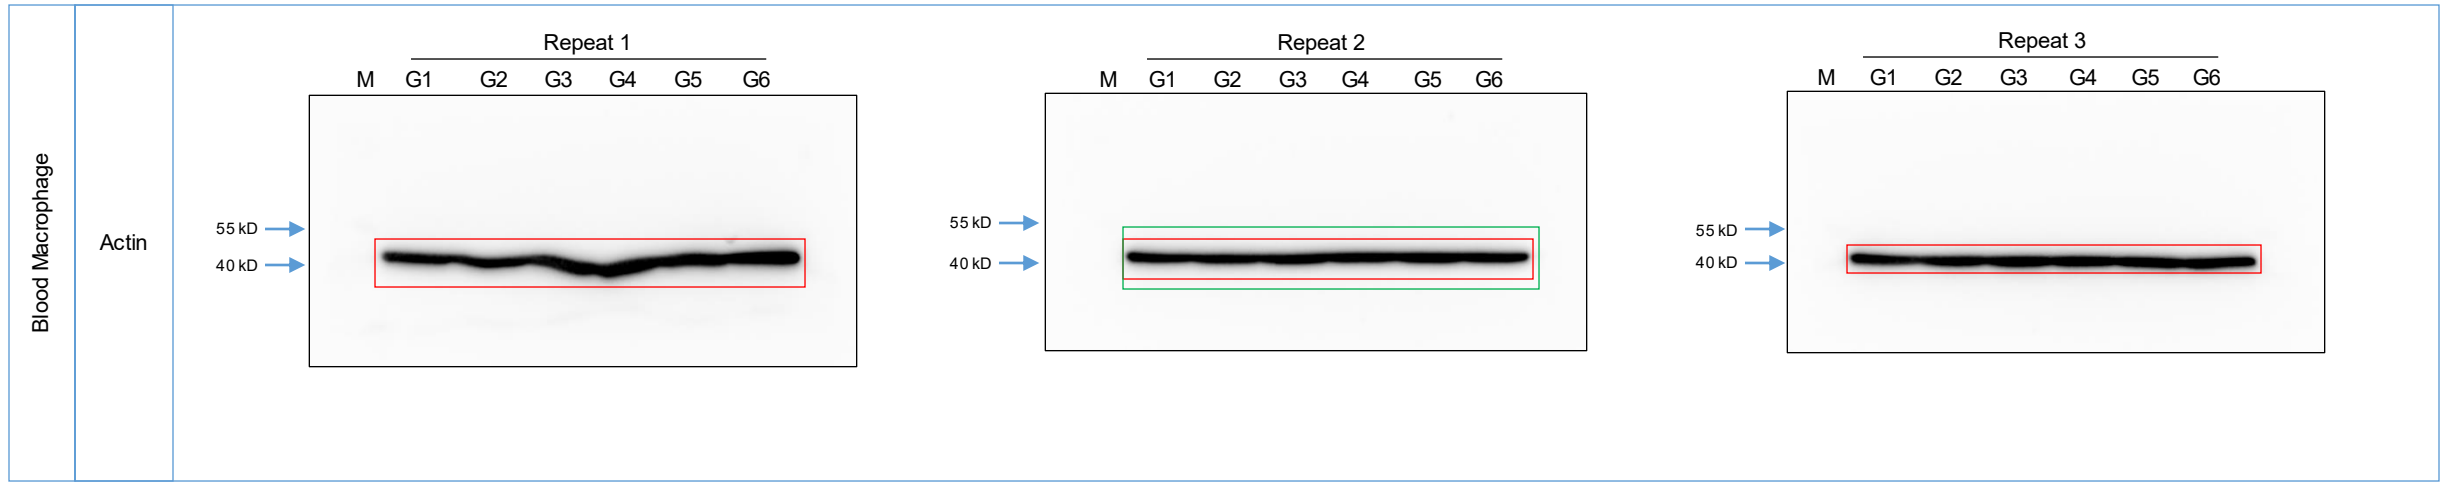 Blood Macrophage
Actin
Repeat 1
M G1 G2 G3 G4 G5 G6
55 kD
40 kD
Repeat 2
M G1 G2 G3 G4 G5 G6
55 kD
40 kD
Repeat 3
M G1 G2 G3 G4 G5 G6
55 kD
40 kD